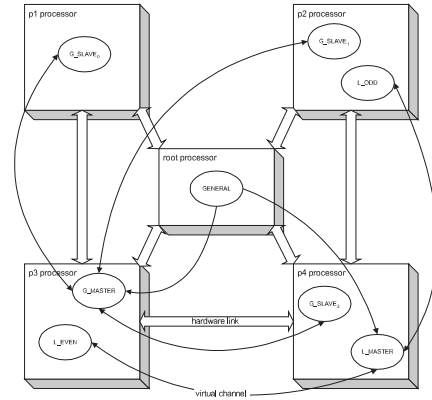 p1 processor
p2 processor
G_SLAVE0
G_SLAVE1
L_ODD
root processor
GENERAL
p3 processor
p4 processor
G_MASTER
G_SLAVE2
hardware link
L_EVEN
L_MASTER
virtual channel